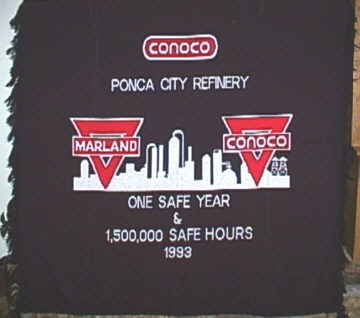 CONOCO
PONCA CITY REFINERY
MARLAND
CONOCO
ONE SAFE YEAR
&
1,500,000 SAFE HOURS
1993